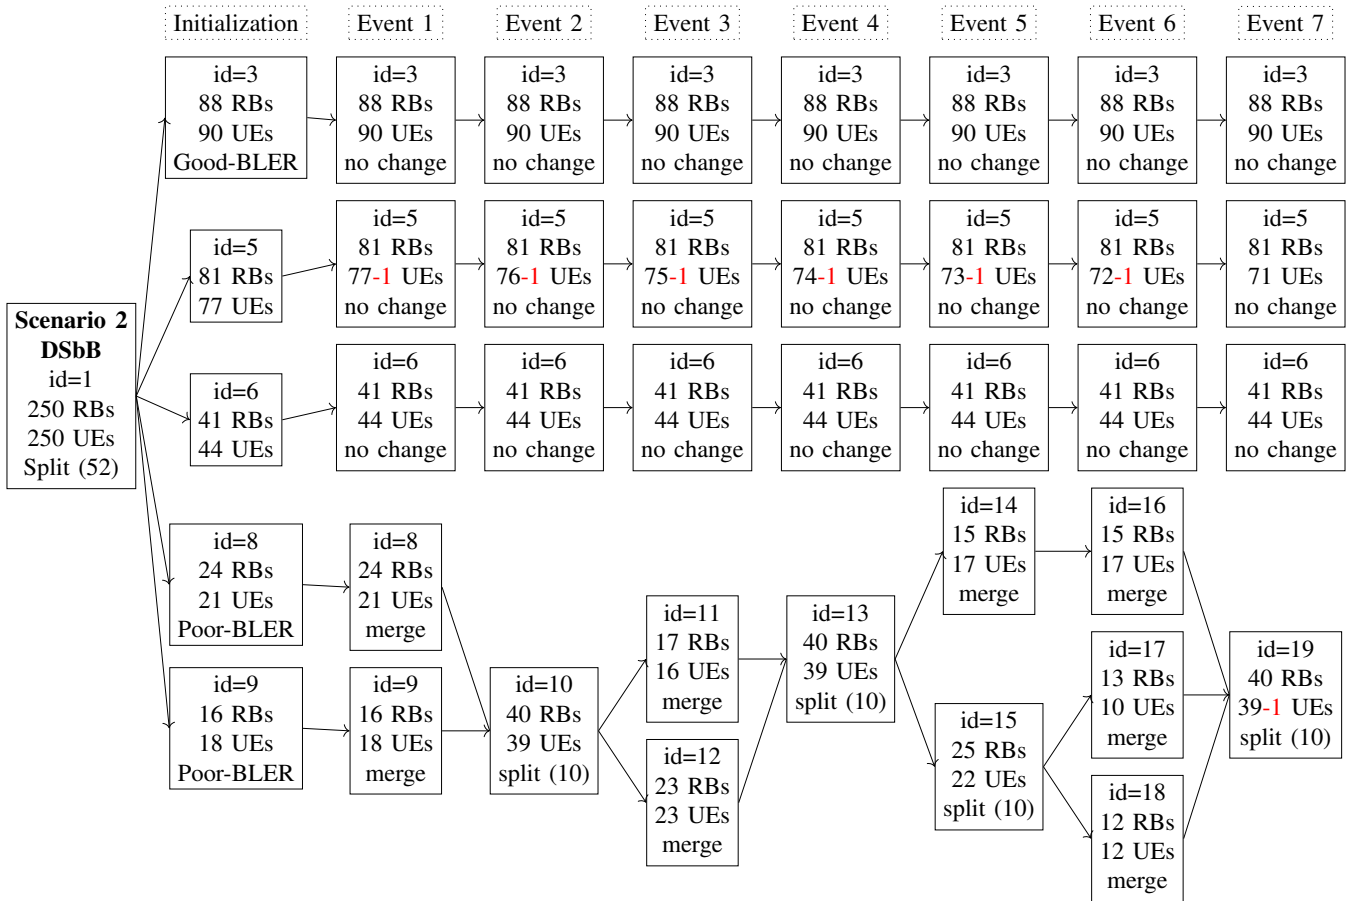 Initialization
Event 1
Event 2
Event 3
Event 4
Event 5
Event 6
Event 7
Scenario 2
DSbB
id=1
250 RBs
250 UEs
Split (52)
id=3
88 RBs
90 UEs
Good-BLER
id=3
88 RBs
90 UEs
no change
id=3
88 RBs
90 UEs
no change
id=3
88 RBs
90 UEs
no change
id=3
88 RBs
90 UEs
no change
id=3
88 RBs
90 UEs
no change
id=3
88 RBs
90 UEs
no change
id=3
88 RBs
90 UEs
no change
id=5
81 RBs
77 UEs
id=5
81 RBs
77-1 UEs
no change
id=5
81 RBs
76-1 UEs
no change
id=5
81 RBs
75-1 UEs
no change
id=5
81 RBs
74-1 UEs
no change
id=5
81 RBs
73-1 UEs
no change
id=5
81 RBs
72-1 UEs
no change
id=5
81 RBs
71 UEs
no change
id=6
41 RBs
44 UEs
id=6
41 RBs
44 UEs
no change
id=6
41 RBs
44 UEs
no change
id=6
41 RBs
44 UEs
no change
id=6
41 RBs
44 UEs
no change
id=6
41 RBs
44 UEs
no change
id=6
41 RBs
44 UEs
no change
id=6
41 RBs
44 UEs
no change
id=8
24 RBs
21 UEs
Poor-BLER
id=8
24 RBs
21 UEs
merge
id=9
16 RBs
18 UEs
Poor-BLER
id=9
16 RBs
18 UEs
merge
id=10
40 RBs
39 UEs
split (10)
id=11
17 RBs
16 UEs
merge
id=12
23 RBs
23 UEs
merge
id=13
40 RBs
39 UEs
split (10)
id=14
15 RBs
17 UEs
merge
id=15
25 RBs
22 UEs
split (10)
id=16
15 RBs
17 UEs
merge
id=17
13 RBs
10 UEs
merge
id=18
12 RBs
12 UEs
merge
id=19
40 RBs
39-1 UEs
split (10)